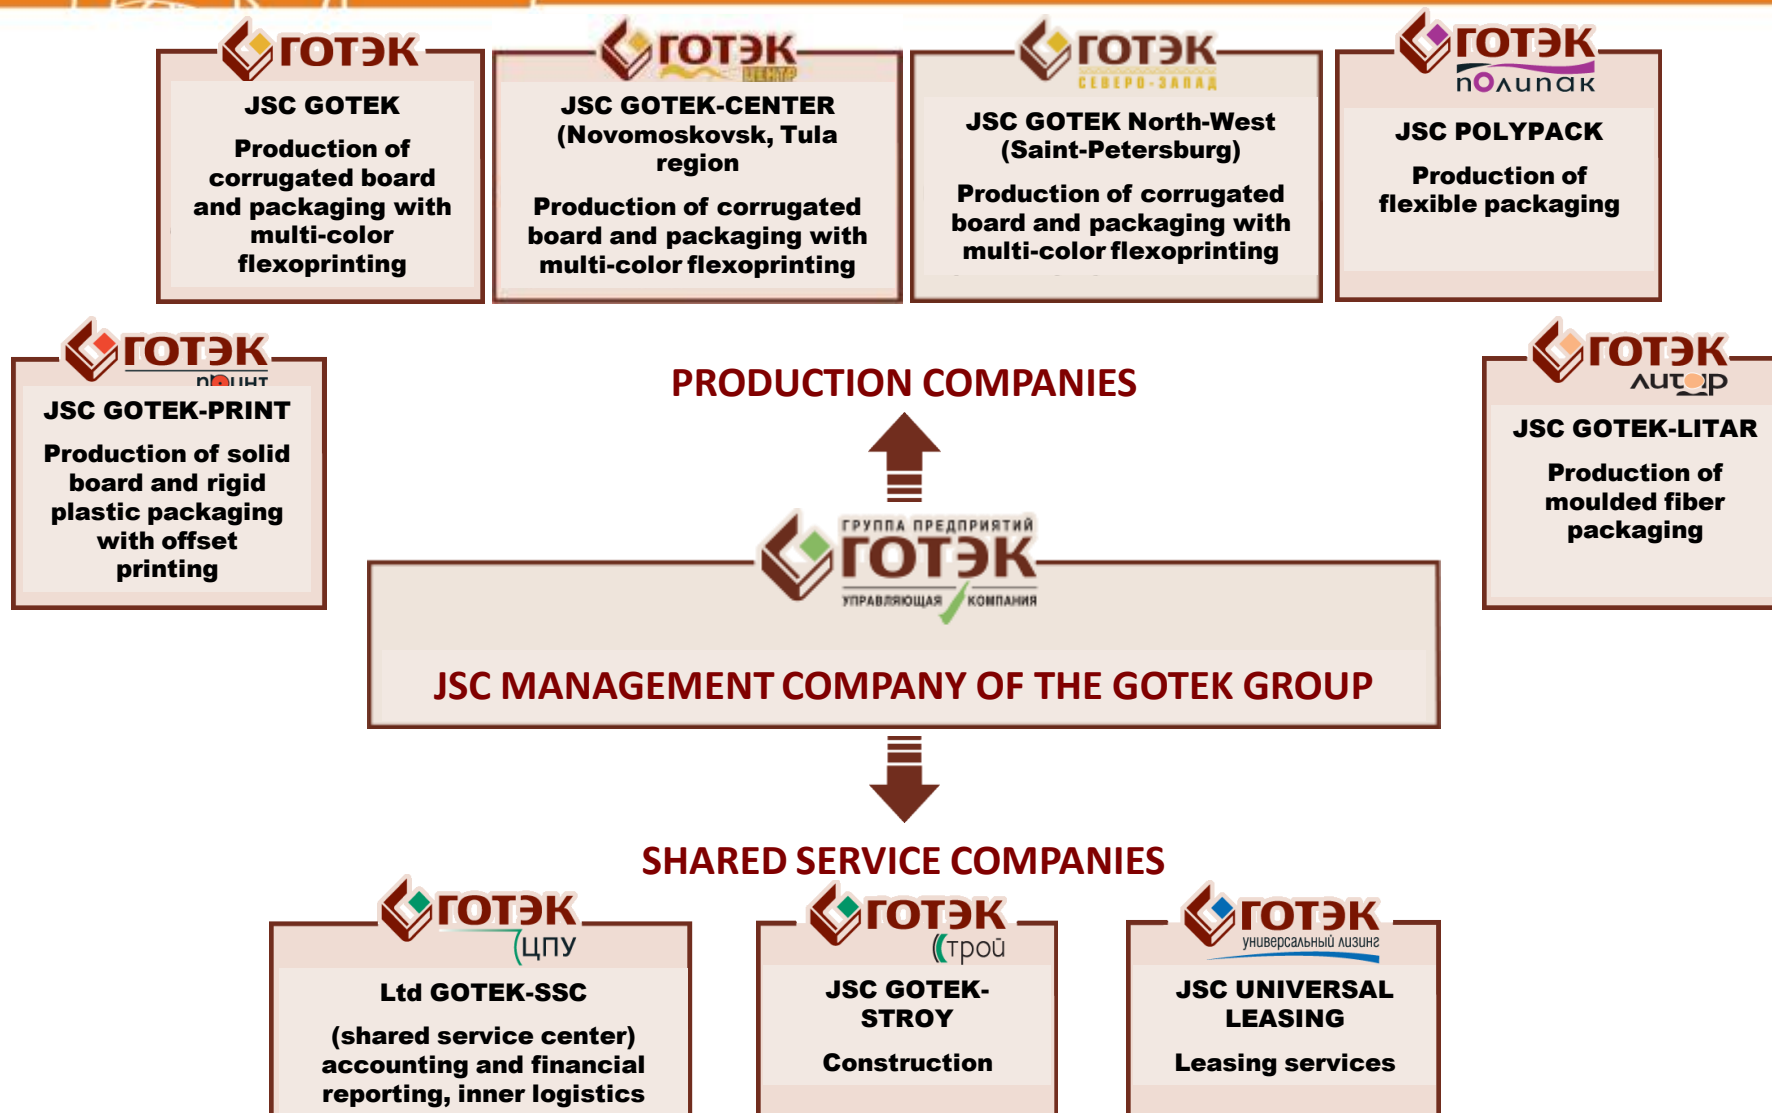 ГОТЭК
JSC GOTEK
Production of
corrugated board
and packaging with
multi-color
flexoprinting
ГОТЭК
ЦЕНТР
JSC GOTEK-CENTER
(Novomoskovsk, Tula
region
Production of corrugated
board and packaging with
multi-color flexoprinting
ГОТЭК
СЕВЕРО-ЗАПАД
JSC GOTEK North-West
(Saint-Petersburg)
Production of corrugated
board and packaging with
multi-color flexoprinting
ГОТЭК
полипак
JSC POLYPACK
Production of
flexible packaging
ГОТЭК
принт
JSC GOTEK-PRINT
Production of solid
board and rigid
plastic packaging
with offset
printing
PRODUCTION COMPANIES
ГОТЭК
литар
JSC GOTEK-LITAR
Production of
moulded fiber
packaging
ГРУППА ПРЕДПРИЯТИЙ
ГОТЭК
УПРАВЛЯЮЩАЯ КОМПАНИЯ
JSC MANAGEMENT COMPANY OF THE GOTEK GROUP
SHARED SERVICE COMPANIES
ГОТЭК
ЦПУ
Ltd GOTEK-SSC
(shared service center)
accounting and financial
reporting, inner logistics
ГОТЭК
Строй
JSC GOTEK-
STROY
Construction
ГОТЭК
универсальный лизинг
JSC UNIVERSAL
LEASING
Leasing services